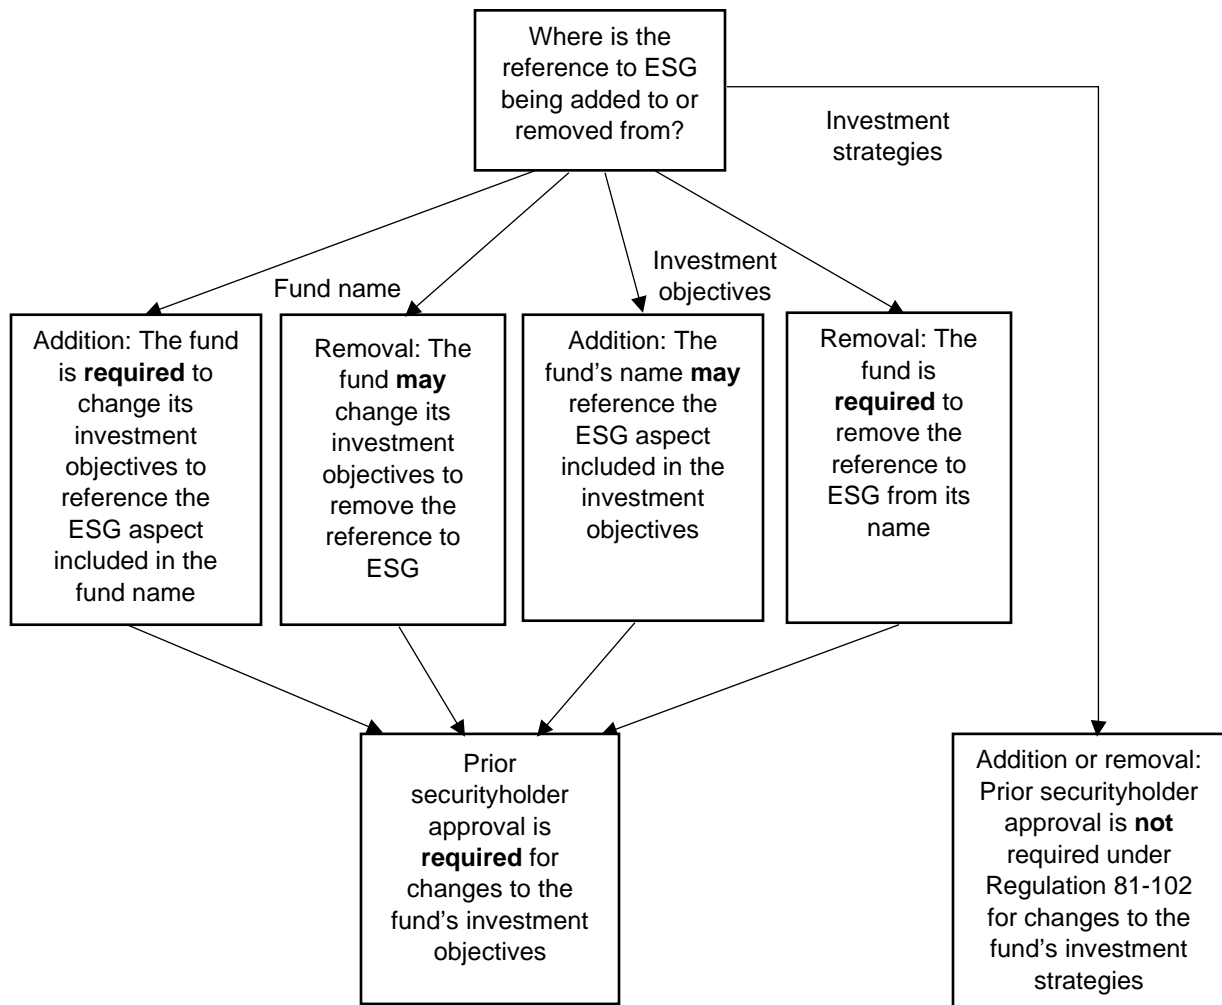 Where is the
reference to ESG
being added to or
removed from?
Investment
strategies
Fund name
Investment
objectives
Addition: The fund
is required to
change its
investment
objectives to
reference the
ESG aspect
included in the
fund name
Removal: The
fund may
change its
investment
objectives to
remove the
reference to
ESG
Addition: The
fund’s name may
reference the
ESG aspect
included in the
investment
objectives
Removal: The
fund is
required to
remove the
reference to
ESG from its
name
Prior
securityholder
approval is
required for
changes to the
fund’s investment
objectives
Addition or removal:
Prior securityholder
approval is not
required under
Regulation 81-102
for changes to the
fund’s investment
strategies